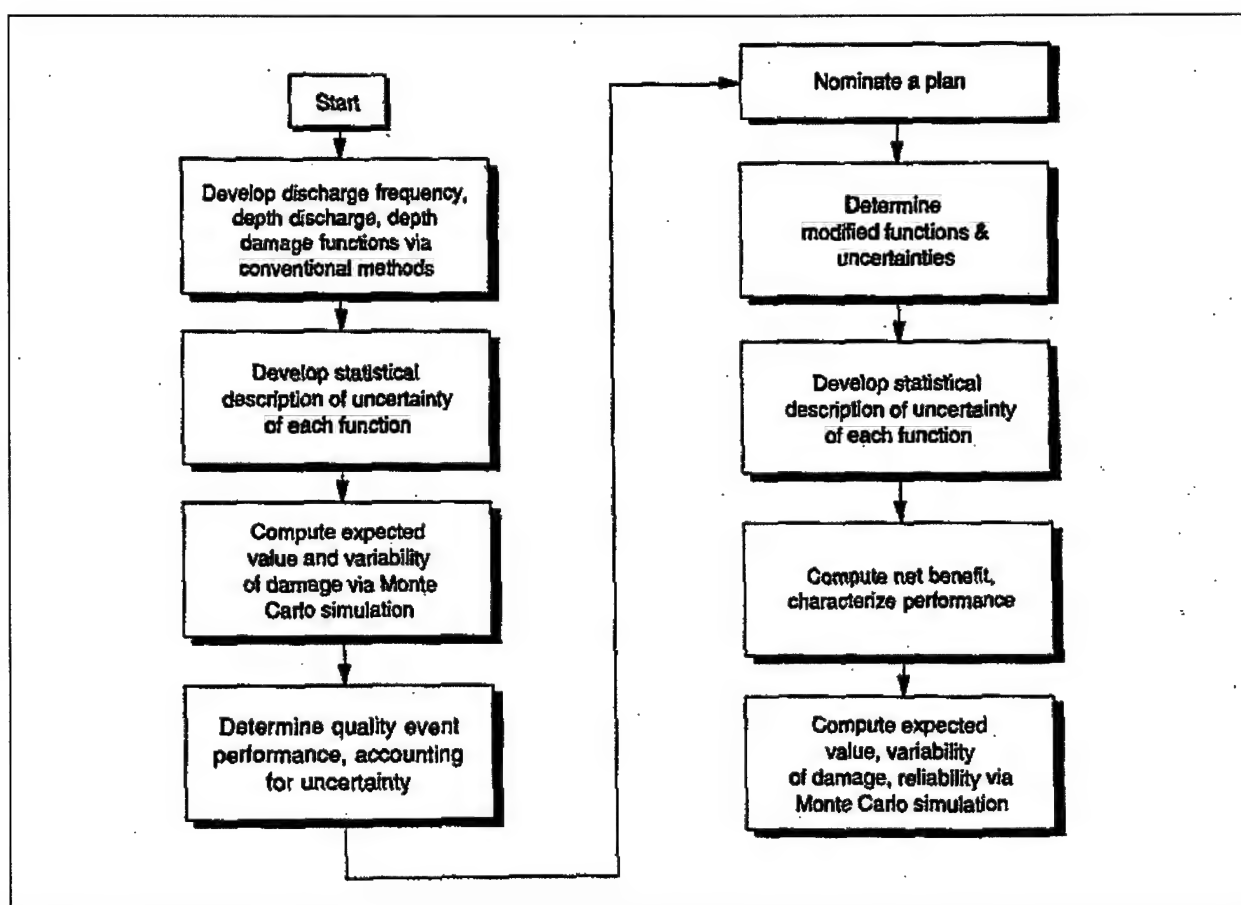 Start
Develop discharge frequency,
depth discharge, depth
damage functions via
conventional methods
Develop statistical
description of uncertainty
of each function
Compute expected
value and variability
of damage via Monte
Carlo simulation
Determine quality event
performance, accounting
for uncertainty
Nominate a plan
Determine
modified functions &
uncertainties
Develop statistical
description of uncertainty
of each function
Compute net benefit,
characterize performance
Compute expected
value, variability
of damage, reliability via
Monte Carlo simulation